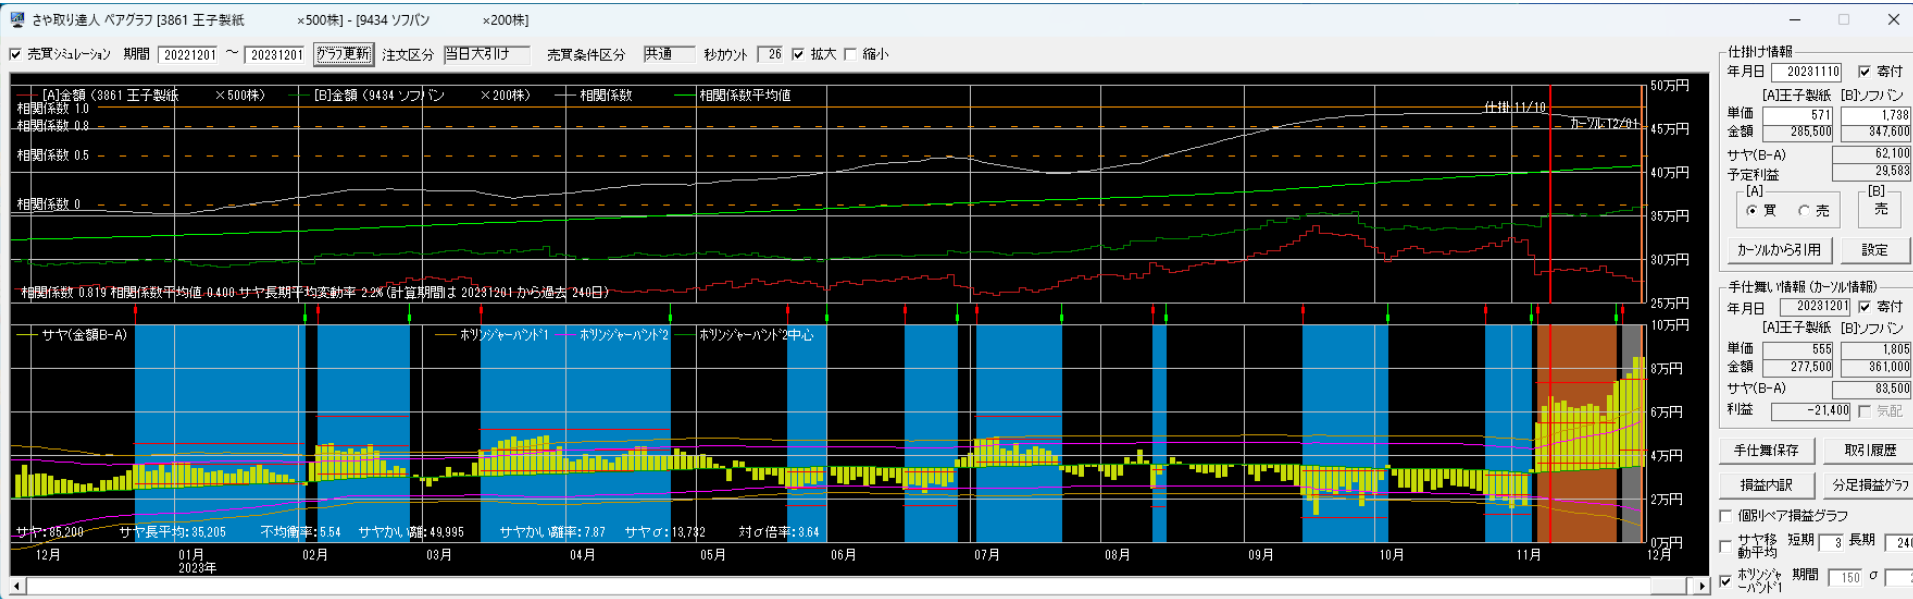 さや取り達人 ペアグラフ [3861 王子製紙 ×500株] - [9434 ソフバン ×200株]
売買シミュレーション 期間 20221201 ～ 20231201 グラフ更新 注文区分 当日大引け 売買条件区分 共通 秒カウント 26 拡大 縮小
[A]金額 (3861 王子製紙 ×500株) [B]金額 (9434 ソフバン ×200株) 相関係数 相関係数平均値
相関係数 1.0
相関係数 0.8
相関係数 0.5
相関係数 0
仕掛 11/10
カーソル 12/01
50万円
45万円
40万円
35万円
30万円
25万円
相関係数 0.819 相関係数平均値 0.400 サヤ長期平均変動率 2.2% (計算期間は 20231201 から過去 240日)
サヤ(金額B-A) ボリンジャーバンド1 ボリンジャーバンド2 ボリンジャーバンド2中心
10万円
8万円
6万円
4万円
2万円
0万円
サヤ:85,200 サヤ長平均:35,205 不均衡率:5.54 サヤかい離:49,995 サヤかい離率:7.87 サヤσ:13,732 対σ倍率:3.64
12月 01月 02月 03月 04月 05月 06月 07月 08月 09月 10月 11月 12月
2023年
仕掛け情報
年月日 20231110 寄付
[A]王子製紙 [B]ソフバン
単価 571 1,738
金額 285,500 347,600
サヤ(B-A) 62,100
予定利益 29,583
[A] [B]
買 売 売
カーソルから引用 設定
手仕舞い情報 (カーソル情報)
年月日 20231201 寄付
[A]王子製紙 [B]ソフバン
単価 555 1,805
金額 277,500 361,000
サヤ(B-A) 83,500
利益 -21,400 気配
手仕舞保存 取引履歴
損益内訳 分足損益グラフ
個別ペア損益グラフ
サヤ移動平均 短期 3 長期 240
ボリンジャーバンド1 期間 150 σ